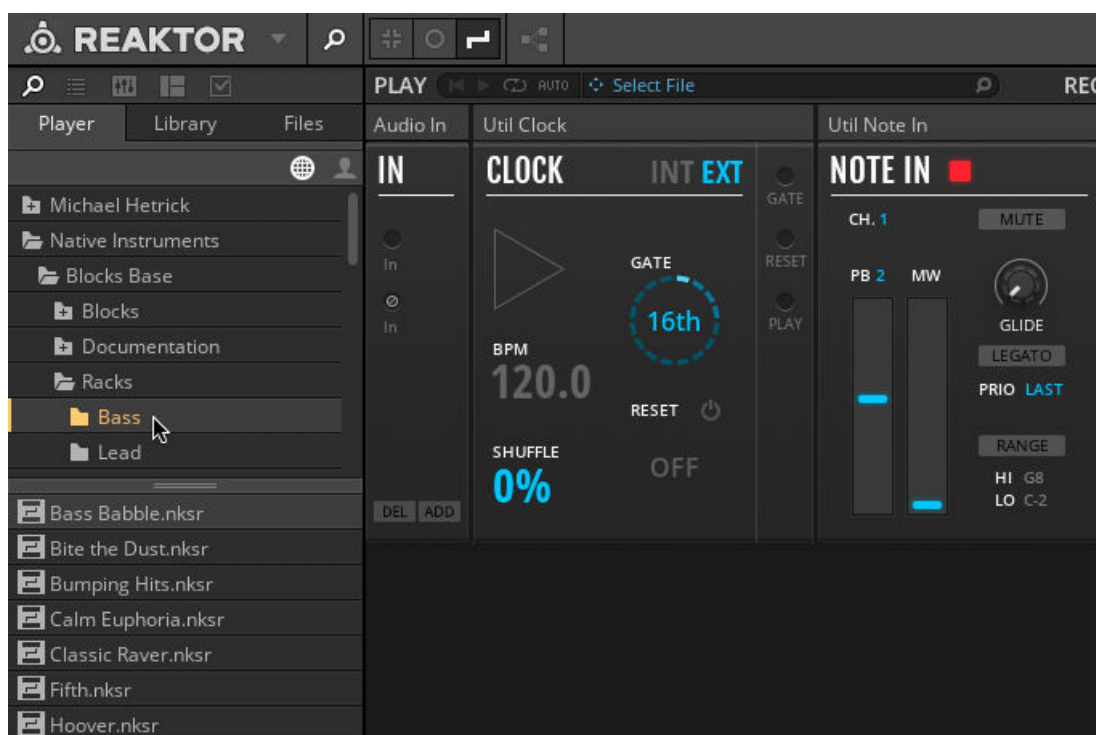 REAKTOR
PLAY AUTO Select File REC
Player Library Files
Audio In Util Clock Util Note In
IN CLOCK INT EXT NOTE IN
GATE
RESET
PLAY
In
In
GATE
16th
BPM
120.0
RESET
OFF
SHUFFLE
0%
DEL ADD
CH. 1 MUTE
PB 2 MW
GLIDE
LEGATO
PRIO LAST
RANGE
HI G8
LO C-2
Michael Hetrick
Native Instruments
Blocks Base
Blocks
Documentation
Racks
Bass
Lead
Bass Babble.nksr
Bite the Dust.nksr
Bumping Hits.nksr
Calm Euphoria.nksr
Classic Raver.nksr
Fifth.nksr
Hoover.nksr